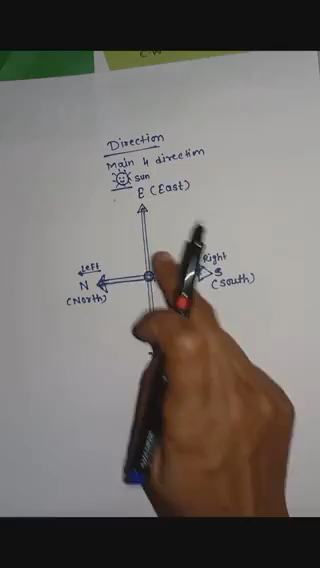 Direction
Main 4 direction
sun
E (East)
Left
Right
N
S
(North)
(South)